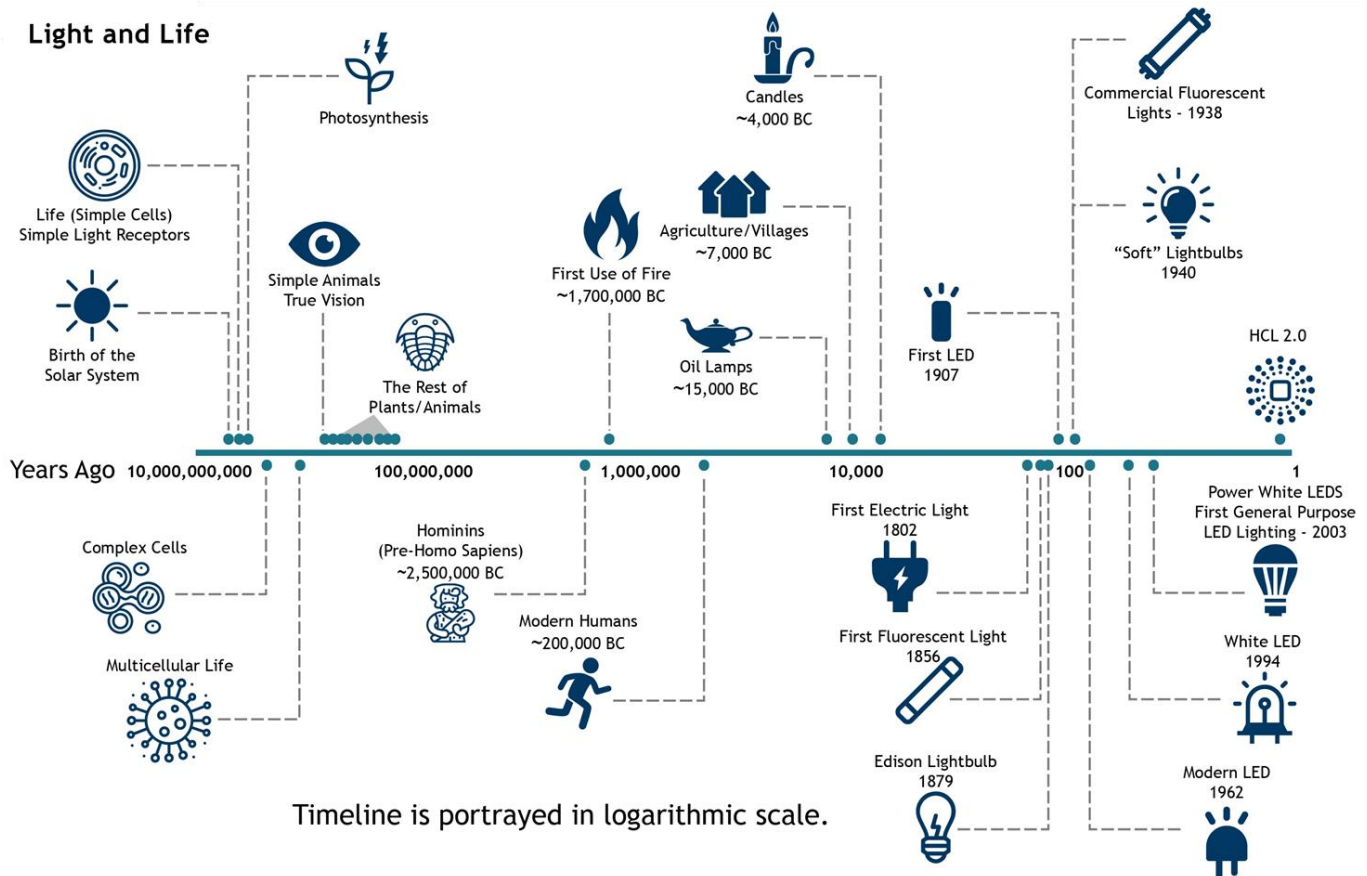 Light and Life
Photosynthesis
Life (Simple Cells)
Simple Light Receptors
Birth of the
Solar System
Simple Animals
True Vision
The Rest of
Plants/Animals
First Use of Fire
~1,700,000 BC
Candles
~4,000 BC
Agriculture/Villages
~7,000 BC
Oil Lamps
~15,000 BC
First LED
1907
Commercial Fluorescent
Lights - 1938
“Soft” Lightbulbs
1940
HCL 2.0
Years Ago 10,000,000,000 100,000,000 1,000,000 10,000 100 1
Complex Cells
Multicellular Life
Hominins
(Pre-Homo Sapiens)
~2,500,000 BC
Modern Humans
~200,000 BC
First Electric Light
1802
First Fluorescent Light
1856
Edison Lightbulb
1879
Power White LEDS
First General Purpose
LED Lighting - 2003
White LED
1994
Modern LED
1962
Timeline is portrayed in logarithmic scale.